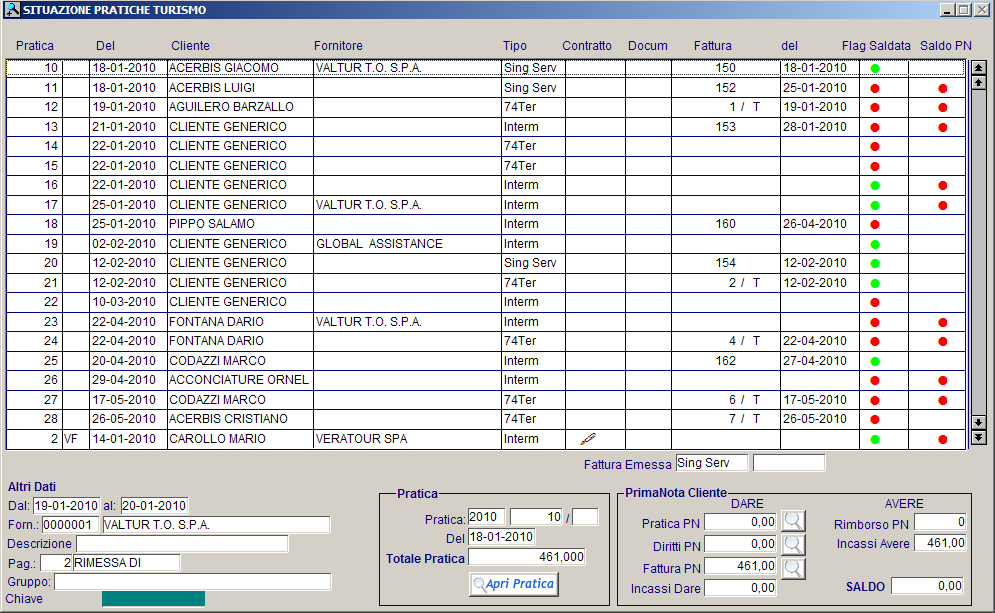 SITUAZIONE PRATICHE TURISMO
Pratica Del Cliente Fornitore Tipo Contratto Docum Fattura del Flag Saldata Saldo PN
10 18-01-2010 ACERBIS GIACOMO VALTUR T.O. S.P.A. Sing Serv 150 18-01-2010
11 18-01-2010 ACERBIS LUIGI Sing Serv 152 25-01-2010
12 19-01-2010 AGUILERO BARZALLO 74Ter 1 / T 19-01-2010
13 21-01-2010 CLIENTE GENERICO Interm 153 28-01-2010
14 22-01-2010 CLIENTE GENERICO 74Ter
15 22-01-2010 CLIENTE GENERICO 74Ter
16 22-01-2010 CLIENTE GENERICO Interm
17 25-01-2010 CLIENTE GENERICO VALTUR T.O. S.P.A. Interm
18 25-01-2010 PIPPO SALAMO Interm 160 26-04-2010
19 02-02-2010 CLIENTE GENERICO GLOBAL ASSISTANCE Interm
20 12-02-2010 CLIENTE GENERICO Sing Serv 154 12-02-2010
21 12-02-2010 CLIENTE GENERICO 74Ter 2 / T 12-02-2010
22 10-03-2010 CLIENTE GENERICO Interm
23 22-04-2010 FONTANA DARIO VALTUR T.O. S.P.A. Interm
24 22-04-2010 FONTANA DARIO 74Ter 4 / T 22-04-2010
25 20-04-2010 CODAZZI MARCO Interm 162 27-04-2010
26 29-04-2010 ACCONCIATURE ORNEL Interm
27 17-05-2010 CODAZZI MARCO 74Ter 6 / T 17-05-2010
28 26-05-2010 ACERBIS CRISTIANO 74Ter 7 / T 26-05-2010
2 VF 14-01-2010 CAROLLO MARIO VERATOUR SPA Interm
Fattura Emessa Sing Serv
Altri Dati
Dal: 19-01-2010 al: 20-01-2010
Forn.: 0000001 VALTUR T.O. S.P.A.
Descrizione
Pag.: 2 RIMESSA DI
Gruppo:
Chiave
Pratica
Pratica: 2010 10 /
Del 18-01-2010
Totale Pratica 461,000
Apri Pratica
PrimaNota Cliente
DARE AVERE
Pratica PN 0,00 Rimborso PN 0
Diritti PN 0,00 Incassi Avere 461,00
Fattura PN 461,00
Incassi Dare 0,00 SALDO 0,00